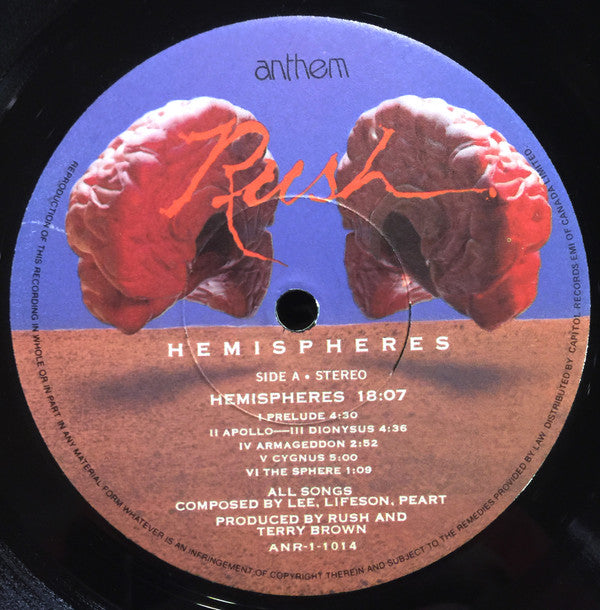 anthem
Rush
HEMISPHERES
SIDE A • STEREO
HEMISPHERES 18:07
I PRELUDE 4:30
II APOLLO—III DIONYSUS 4:36
IV ARMAGEDDON 2:52
V CYGNUS 5:00
VI THE SPHERE 1:09
ALL SONGS
COMPOSED BY LEE, LIFESON, PEART
PRODUCED BY RUSH AND
TERRY BROWN
ANR-1-1014
REPRODUCTION OF THIS RECORDING IN WHOLE OR IN PART IN ANY MATERIAL FORM WHATEVER IS AN INFRINGEMENT OF COPYRIGHT THEREIN AND SUBJECT TO THE REMEDIES PROVIDED BY LAW DISTRIBUTED BY CAPITOL RECORDS EMI OF CANADA LIMITED.